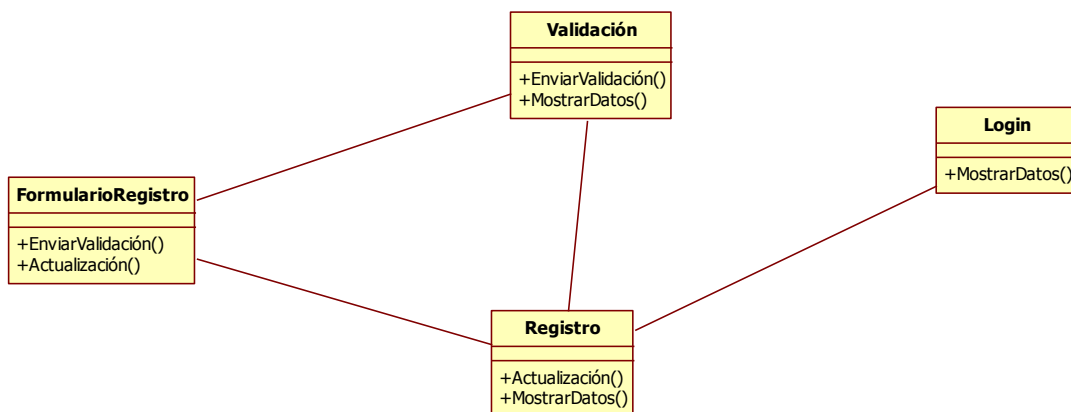 Validación
+EnviarValidación()
+MostrarDatos()
Login
+MostrarDatos()
FormularioRegistro
+EnviarValidación()
+Actualización()
Registro
+Actualización()
+MostrarDatos()